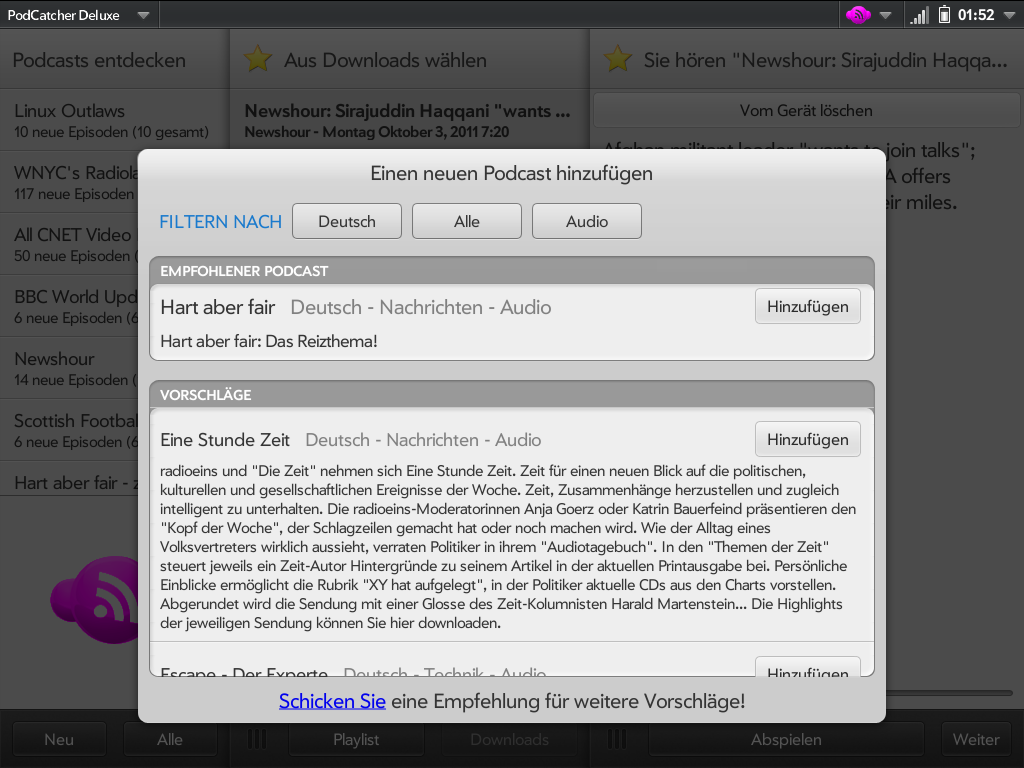 PodCatcher Deluxe
01:52
Podcasts entdecken
Aus Downloads wählen
Sie hören "Newshour: Sirajuddin Haqqa...
Linux Outlaws
10 neue Episoden (10 gesamt)
Newshour: Sirajuddin Haqqani "wants ...
Newshour - Montag Oktober 3, 2011 7:20
Vom Gerät löschen
Afghan militant leader "wants to join talks";
A offers
eir miles.
WNYC's Radiola
117 neue Episoden
All CNET Video
50 neue Episoden (
BBC World Upd
6 neue Episoden (6
Newshour
14 neue Episoden (
Scottish Football
6 neue Episoden (6
Hart aber fair - z
Einen neuen Podcast hinzufügen
FILTERN NACH
Deutsch
Alle
Audio
EMPFOHLENER PODCAST
Hart aber fair Deutsch - Nachrichten - Audio
Hinzufügen
Hart aber fair: Das Reizthema!
VORSCHLÄGE
Eine Stunde Zeit Deutsch - Nachrichten - Audio
Hinzufügen
radioeins und "Die Zeit" nehmen sich Eine Stunde Zeit. Zeit für einen neuen Blick auf die politischen,
kulturellen und gesellschaftlichen Ereignisse der Woche. Zeit, Zusammenhänge herzustellen und zugleich
intelligent zu unterhalten. Die radioeins-Moderatorinnen Anja Goerz oder Katrin Bauerfeind präsentieren den
"Kopf der Woche", der Schlagzeilen gemacht hat oder noch machen wird. Wie der Alltag eines
Volksvertreters wirklich aussieht, verraten Politiker in ihrem "Audiotagebuch". In den "Themen der Zeit"
steuert jeweils ein Zeit-Autor Hintergründe zu seinem Artikel in der aktuellen Printausgabe bei. Persönliche
Einblicke ermöglicht die Rubrik "XY hat aufgelegt", in der Politiker aktuelle CDs aus den Charts vorstellen.
Abgerundet wird die Sendung mit einer Glosse des Zeit-Kolumnisten Harald Martenstein... Die Highlights
der jeweiligen Sendung können Sie hier downloaden.
Escape - Der Experte Deutsch - Technik - Audio
Hinzufügen
Schicken Sie eine Empfehlung für weitere Vorschläge!
Neu
Alle
Playlist
Downloads
Abspielen
Weiter